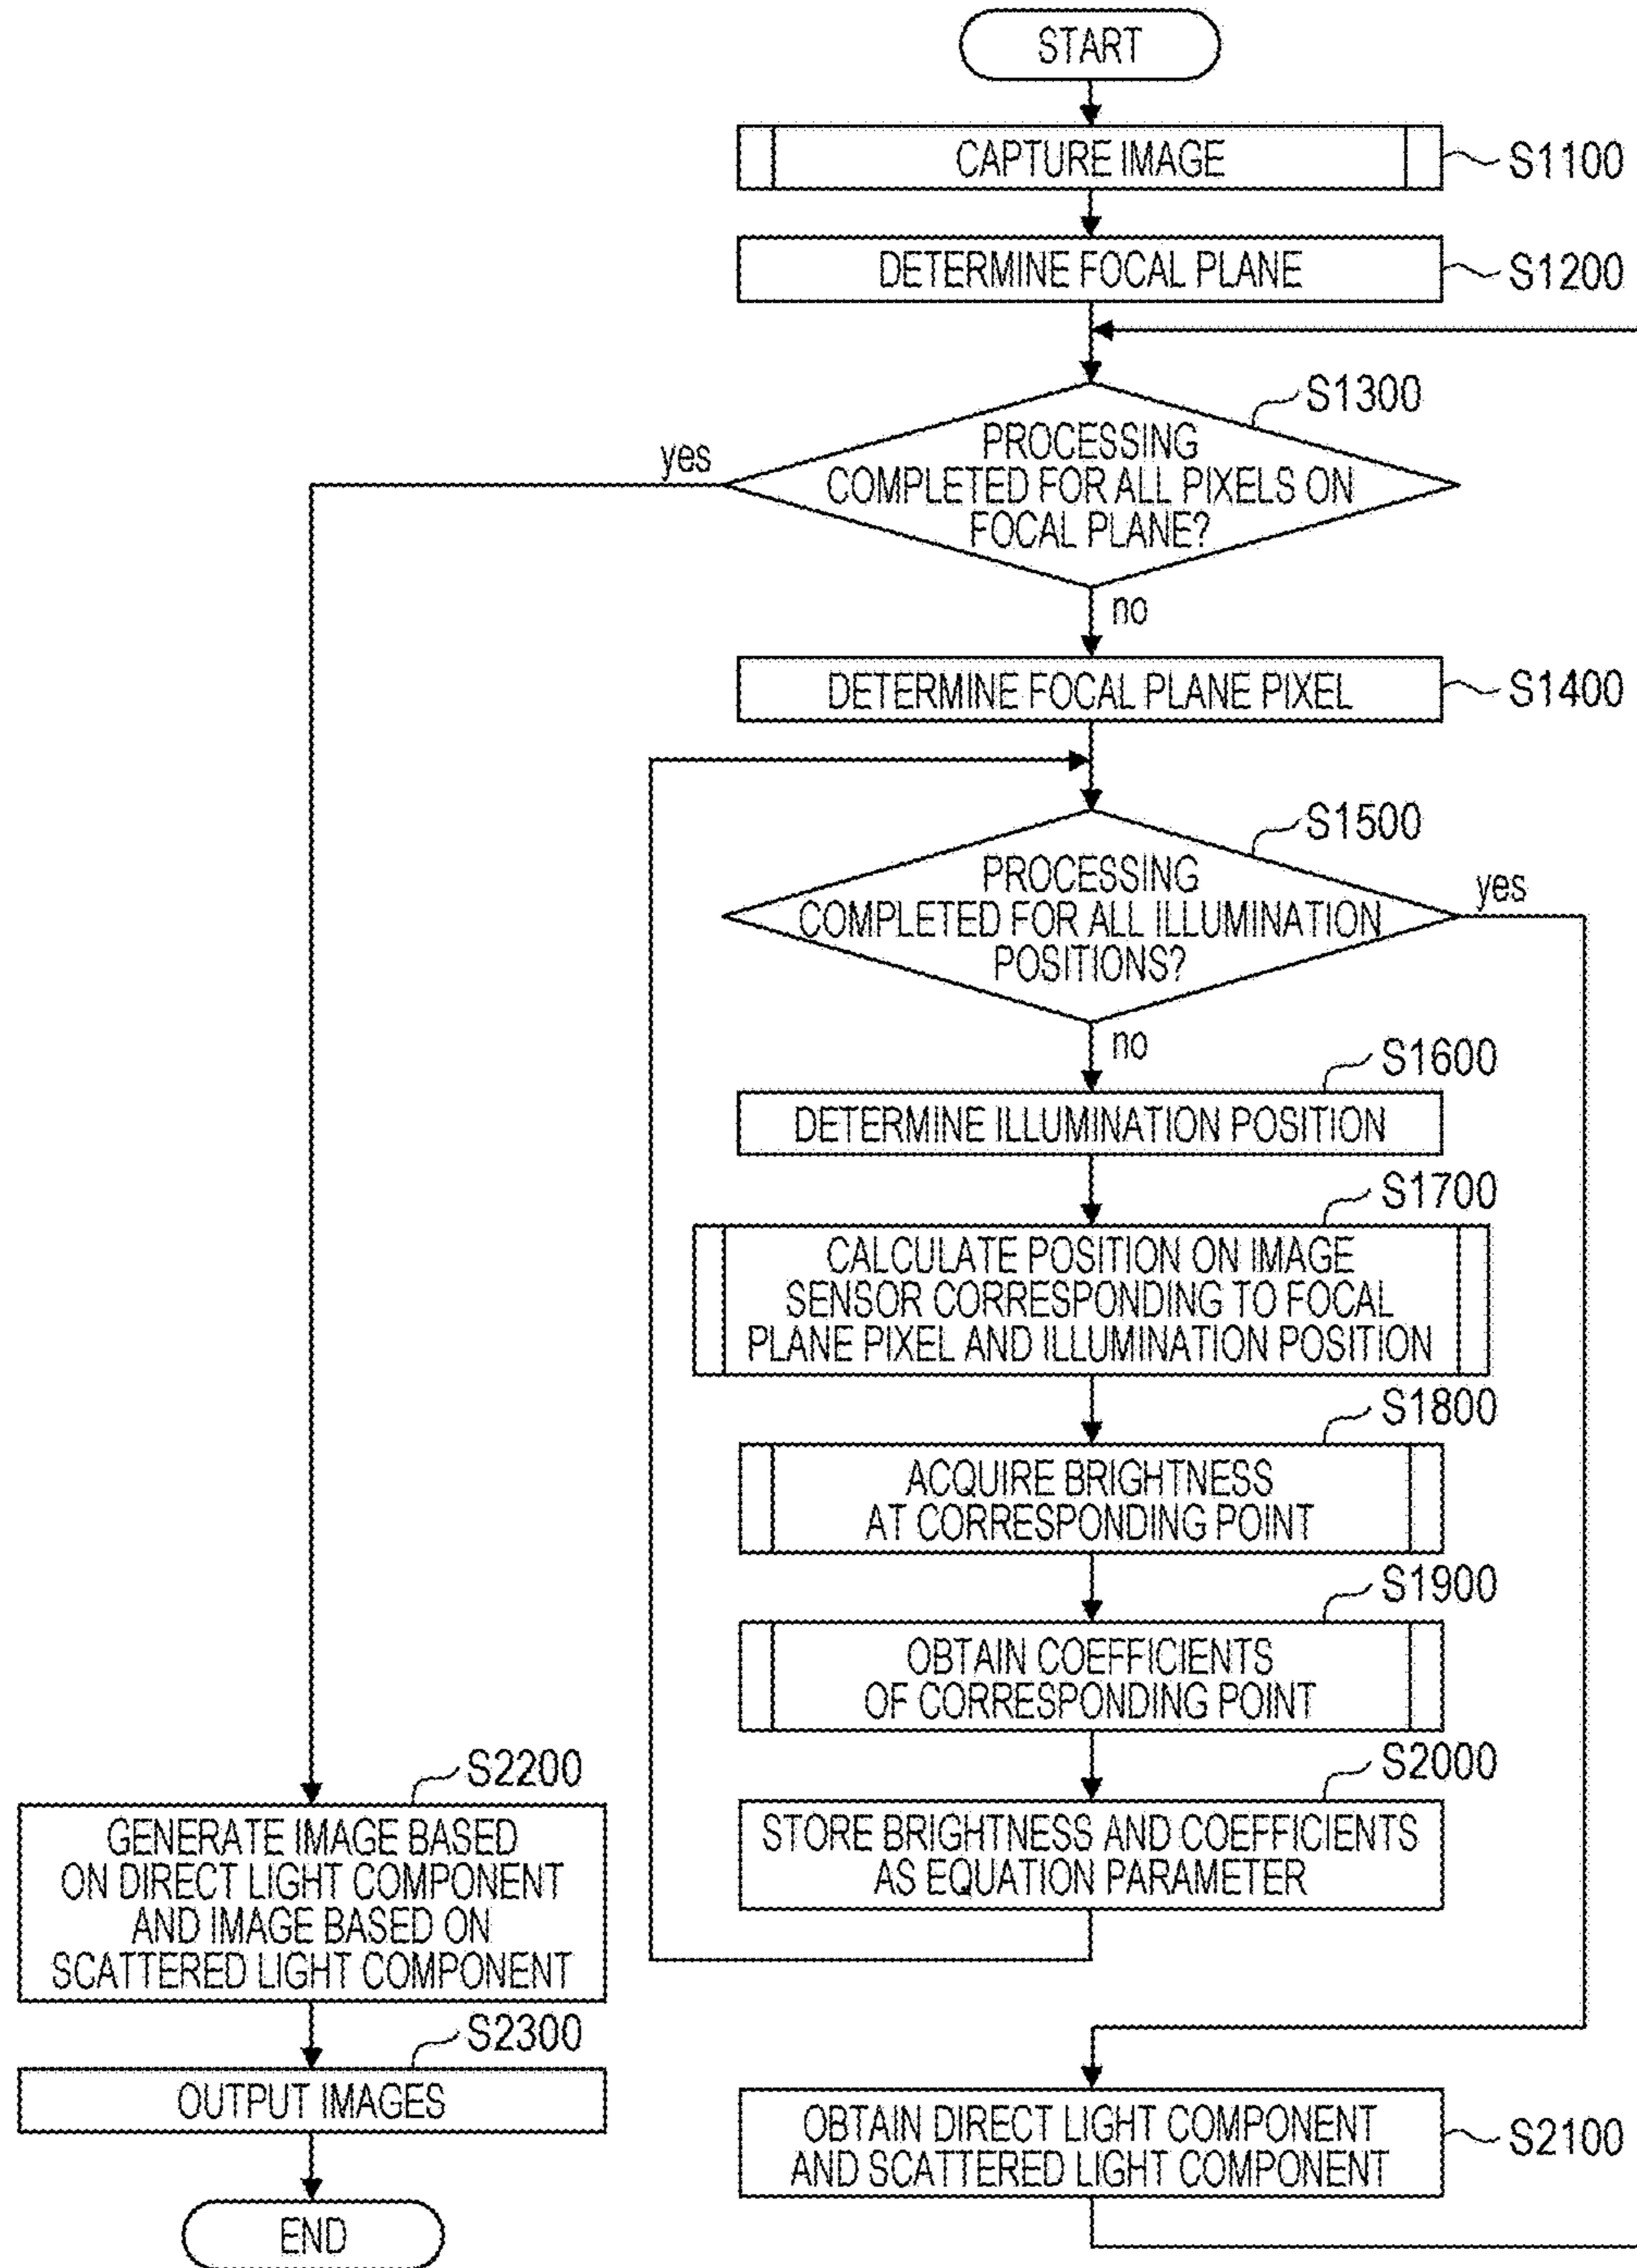 START
CAPTURE IMAGE
S1100
DETERMINE FOCAL PLANE
S1200
S1300
PROCESSING
COMPLETED FOR ALL PIXELS ON
FOCAL PLANE?
yes
no
DETERMINE FOCAL PLANE PIXEL
S1400
S1500
PROCESSING
COMPLETED FOR ALL ILLUMINATION
POSITIONS?
yes
no
S1600
DETERMINE ILLUMINATION POSITION
S1700
CALCULATE POSITION ON IMAGE
SENSOR CORRESPONDING TO FOCAL
PLANE PIXEL AND ILLUMINATION POSITION
S1800
ACQUIRE BRIGHTNESS
AT CORRESPONDING POINT
S1900
OBTAIN COEFFICIENTS
OF CORRESPONDING POINT
S2000
STORE BRIGHTNESS AND COEFFICIENTS
AS EQUATION PARAMETER
OBTAIN DIRECT LIGHT COMPONENT
AND SCATTERED LIGHT COMPONENT
S2100
S2200
GENERATE IMAGE BASED
ON DIRECT LIGHT COMPONENT
AND IMAGE BASED ON
SCATTERED LIGHT COMPONENT
S2300
OUTPUT IMAGES
END